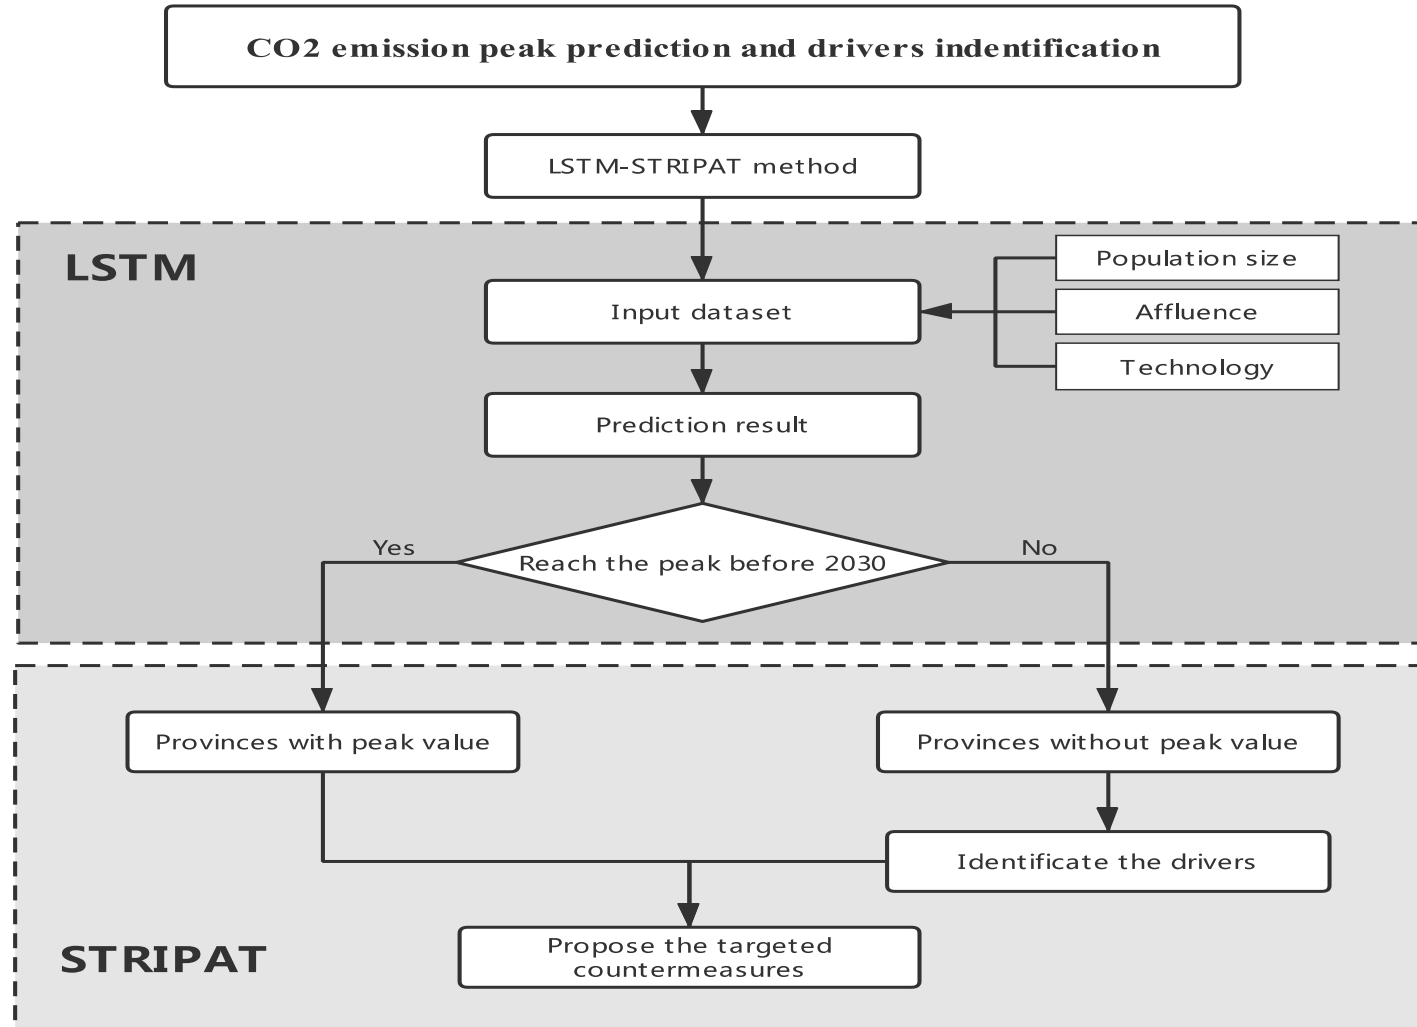 CO2 emission peak prediction and drivers indentification
LSTM-STRIPAT method
LSTM
Population size
Input dataset
Affluence
Technology
Prediction result
Yes
No
Reach the peak before 2030
Provinces with peak value
Provinces without peak value
Identificate the drivers
STRIPAT
Propose the targeted
countermeasures